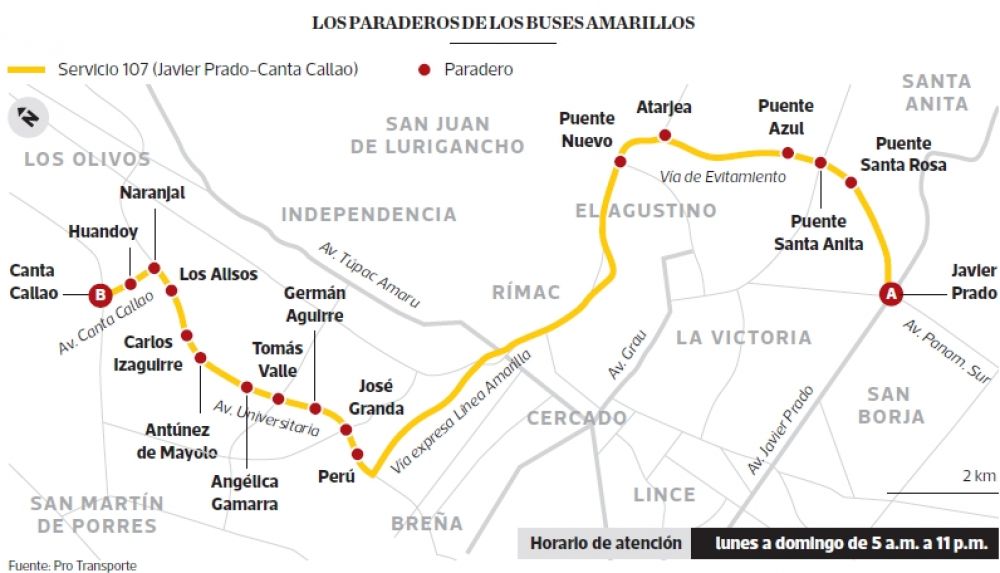 LOS PARADEROS DE LOS BUSES AMARILLOS
Servicio 107 (Javier Prado-Canta Callao)
Paradero
N
SANTA
ANITA
SAN JUAN
DE LURIGANCHO
LOS OLIVOS
INDEPENDENCIA
EL AGUSTINO
RÍMAC
LA VICTORIA
CERCADO
SAN
BORJA
LINCE
BREÑA
SAN MARTÍN
DE PORRES
Puente
Nuevo
Atarjea
Puente
Azul
Puente
Santa Rosa
Vía de Evitamiento
Puente
Santa Anita
A
Javier
Prado
Naranjal
Huandoy
Canta
Callao
B
Av. Canta Callao
Los Alisos
Carlos
Izaguirre
Antúnez
de Mayolo
Angélica
Gamarra
Tomás
Valle
Germán
Aguirre
José
Granda
Perú
Av. Universitaria
Av. Túpac Amaru
Vía expresa Línea Amarilla
Av. Grau
Av. Javier Prado
Av. Panam. Sur
2 km
Horario de atención
lunes a domingo de 5 a.m. a 11 p.m.
Fuente: Pro Transporte